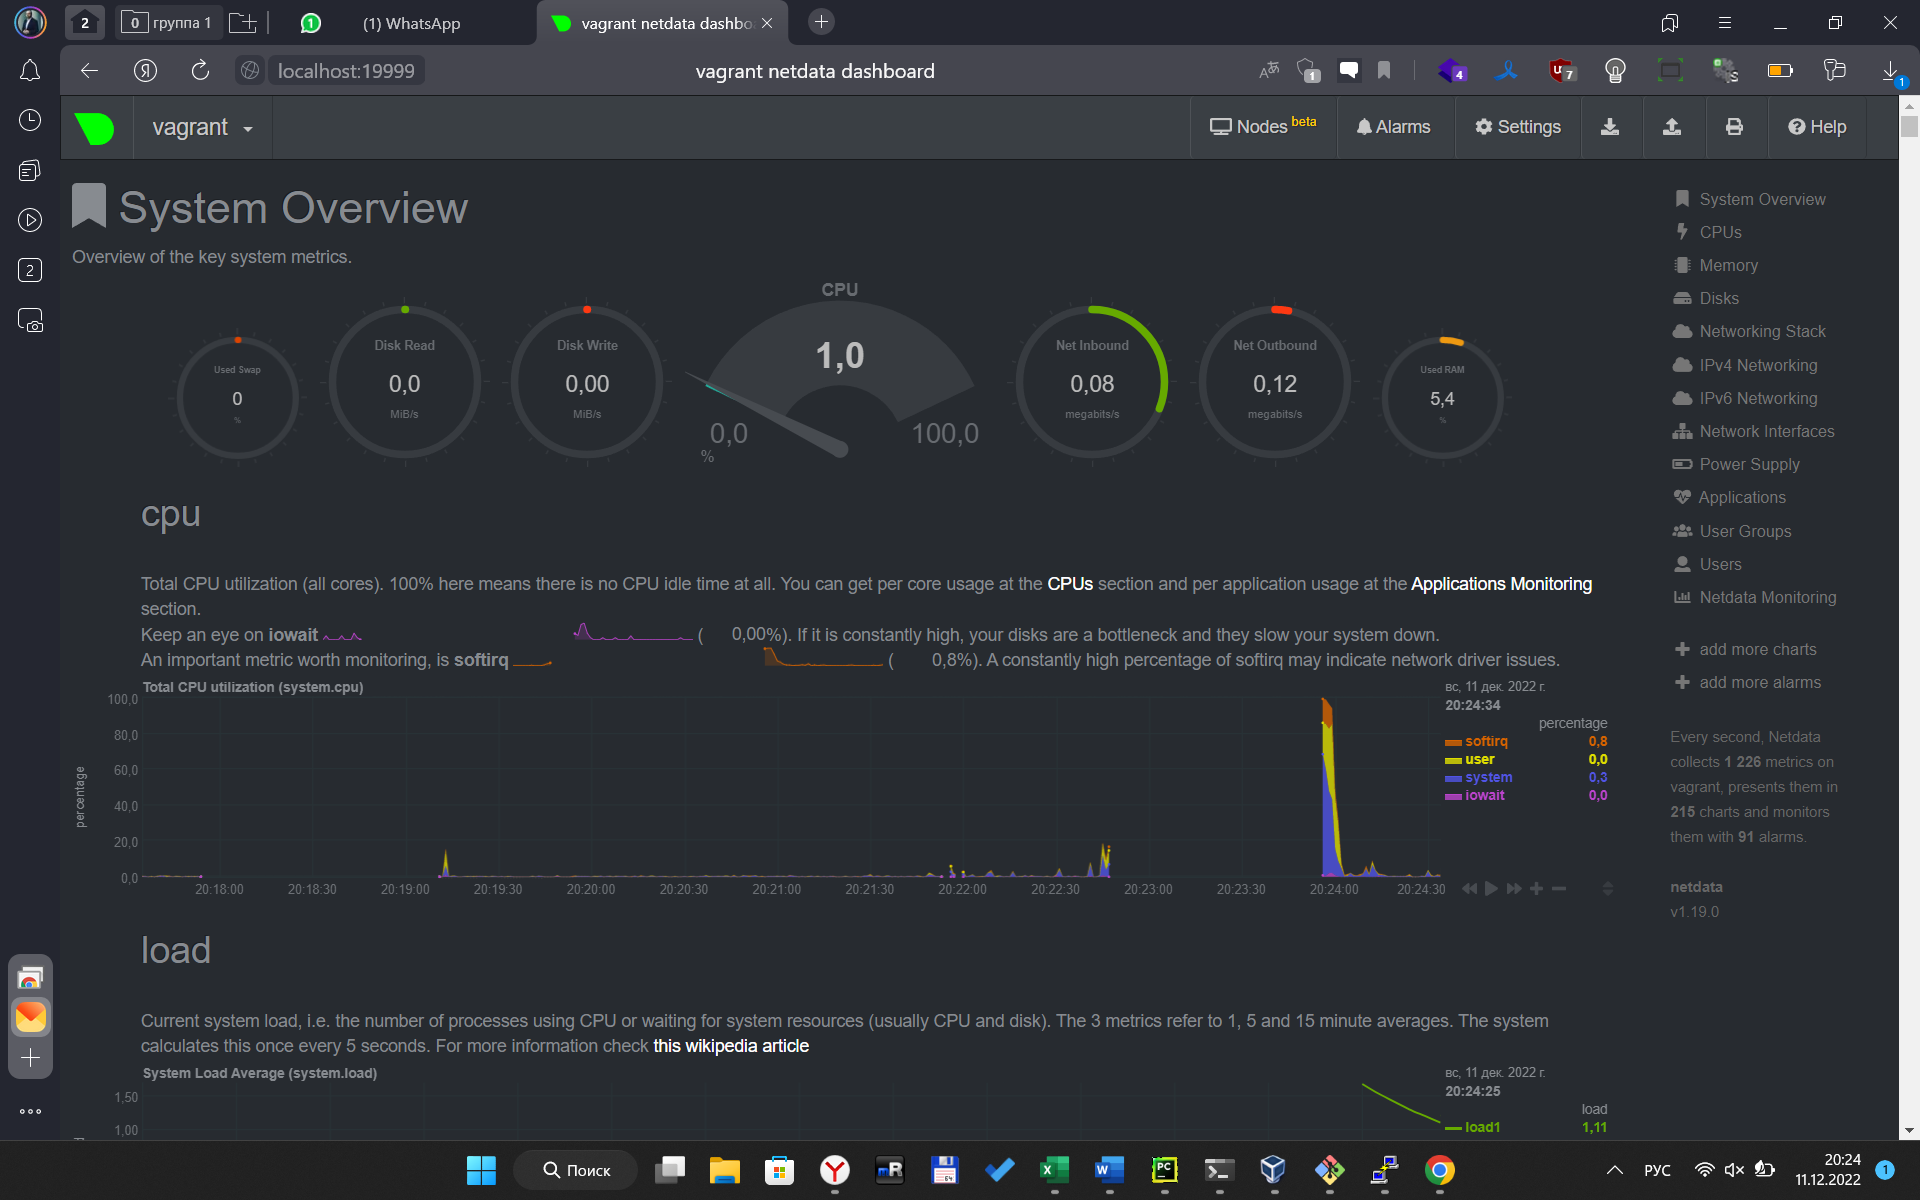 2
0 группа 1
1
(1) WhatsApp
vagrant netdata dashbo
localhost:19999
vagrant netdata dashboard
1
4
7
1
2
vagrant
Nodes beta
Alarms
Settings
Help
System Overview
Overview of the key system metrics.
Used Swap
0
%
Disk Read
0,0
MiB/s
Disk Write
0,00
MiB/s
CPU
1,0
0,0
100,0
%
Net Inbound
0,08
megabits/s
Net Outbound
0,12
megabits/s
Used RAM
5,4
%
cpu
Total CPU utilization (all cores). 100% here means there is no CPU idle time at all. You can get per core usage at the CPUs section and per application usage at the Applications Monitoring
section.
Keep an eye on iowait ( 0,00%). If it is constantly high, your disks are a bottleneck and they slow your system down.
An important metric worth monitoring, is softirq ( 0,8%). A constantly high percentage of softirq may indicate network driver issues.
Total CPU utilization (system.cpu)
percentage
100,0
80,0
60,0
40,0
20,0
0,0
20:18:00 20:18:30 20:19:00 20:19:30 20:20:00 20:20:30 20:21:00 20:21:30 20:22:00 20:22:30 20:23:00 20:23:30 20:24:00 20:24:30
вс, 11 дек. 2022 г.
20:24:34
percentage
softirq 0,8
user 0,0
system 0,3
iowait 0,0
load
Current system load, i.e. the number of processes using CPU or waiting for system resources (usually CPU and disk). The 3 metrics refer to 1, 5 and 15 minute averages. The system
calculates this once every 5 seconds. For more information check this wikipedia article
System Load Average (system.load)
1,50
1,00
вс, 11 дек. 2022 г.
20:24:25
load
load1 1,11
System Overview
CPUs
Memory
Disks
Networking Stack
IPv4 Networking
IPv6 Networking
Network Interfaces
Power Supply
Applications
User Groups
Users
Netdata Monitoring
add more charts
add more alarms
Every second, Netdata
collects 1 226 metrics on
vagrant, presents them in
215 charts and monitors
them with 91 alarms.
netdata
v1.19.0
Поиск
РУС
20:24
11.12.2022
1